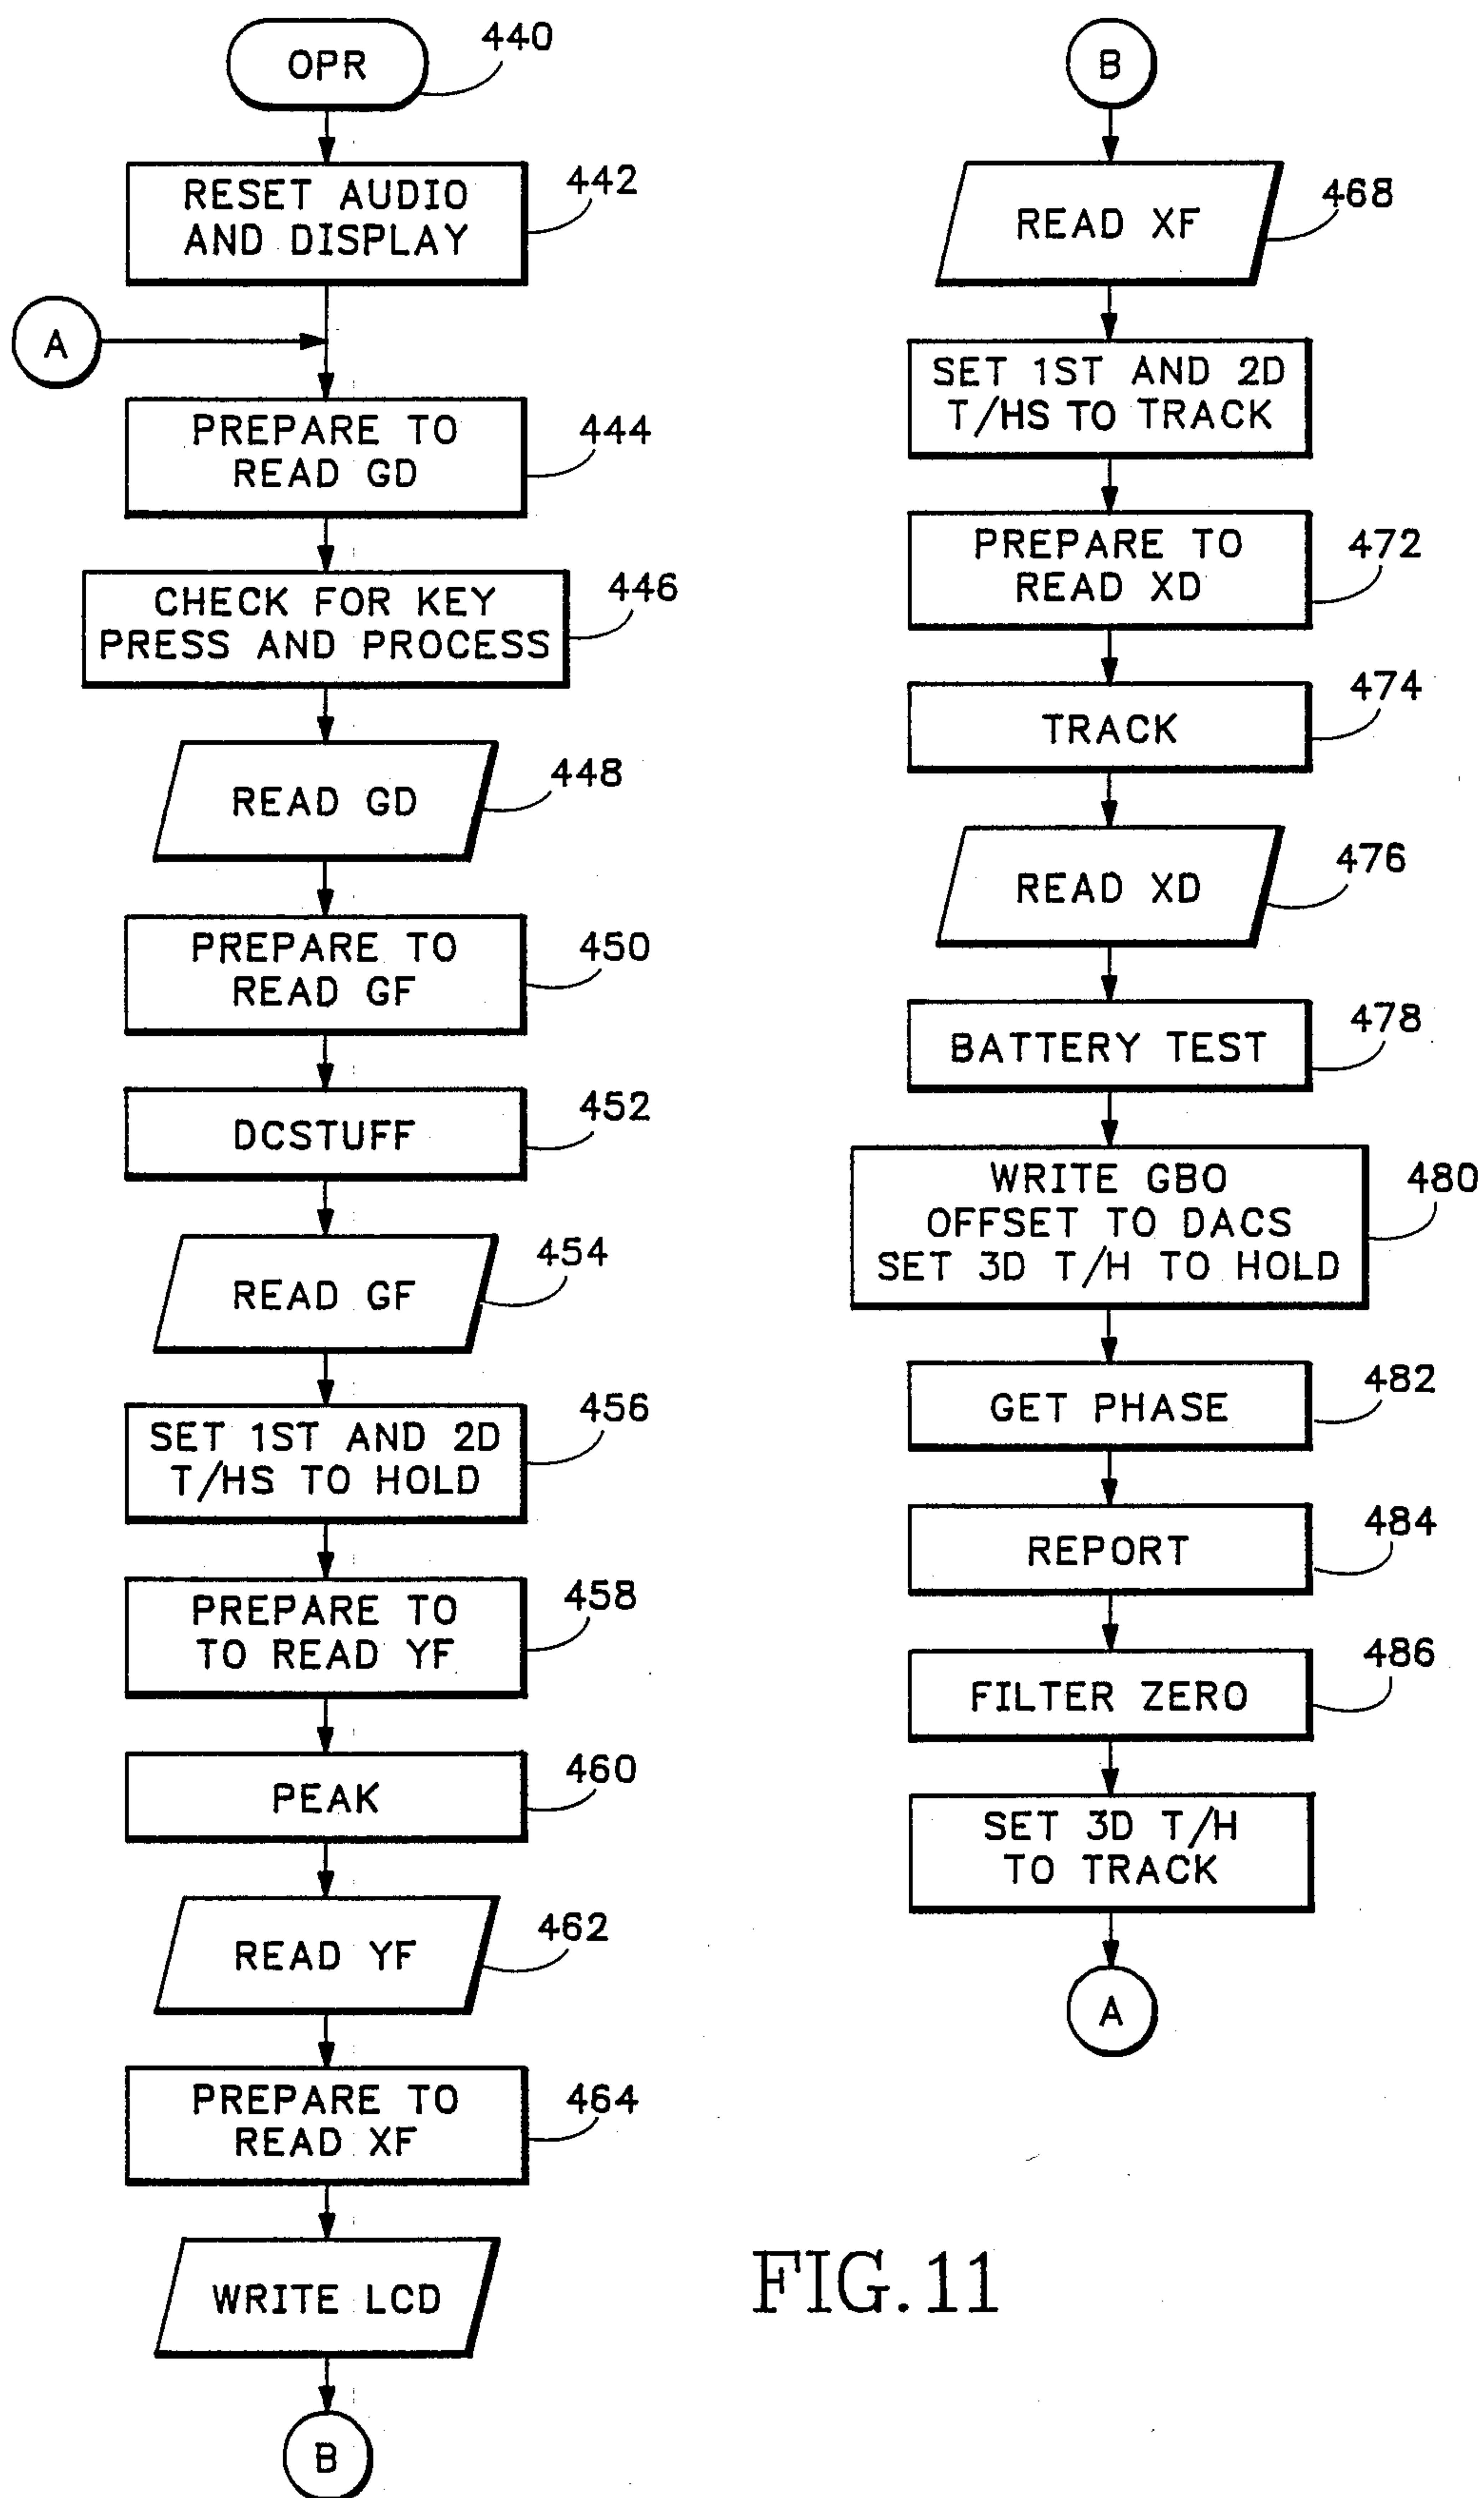 OPR
440
RESET AUDIO
AND DISPLAY
442
A
PREPARE TO
READ GD
444
CHECK FOR KEY
PRESS AND PROCESS
446
READ GD
448
PREPARE TO
READ GF
450
DCSTUFF
452
READ GF
454
SET 1ST AND 2D
T/HS TO HOLD
456
PREPARE TO
TO READ YF
458
PEAK
460
READ YF
462
PREPARE TO
READ XF
464
WRITE LCD
B
B
READ XF
468
SET 1ST AND 2D
T/HS TO TRACK
PREPARE TO
READ XD
472
TRACK
474
READ XD
476
BATTERY TEST
478
WRITE GBO
OFFSET TO DACS
SET 3D T/H TO HOLD
480
GET PHASE
482
REPORT
484
FILTER ZERO
486
SET 3D T/H
TO TRACK
A
FIG.11